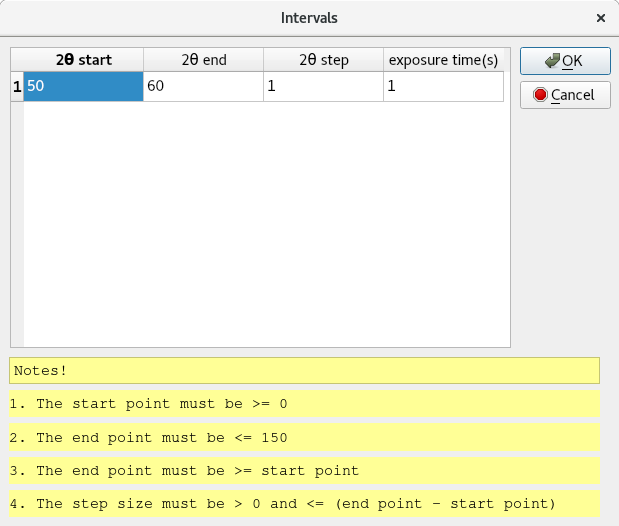 Intervals
×
2θ start 2θ end 2θ step exposure time(s)
1 50 60 1 1
OK
Cancel
Notes!
1. The start point must be >= 0
2. The end point must be <= 150
3. The end point must be >= start point
4. The step size must be > 0 and <= (end point - start point)